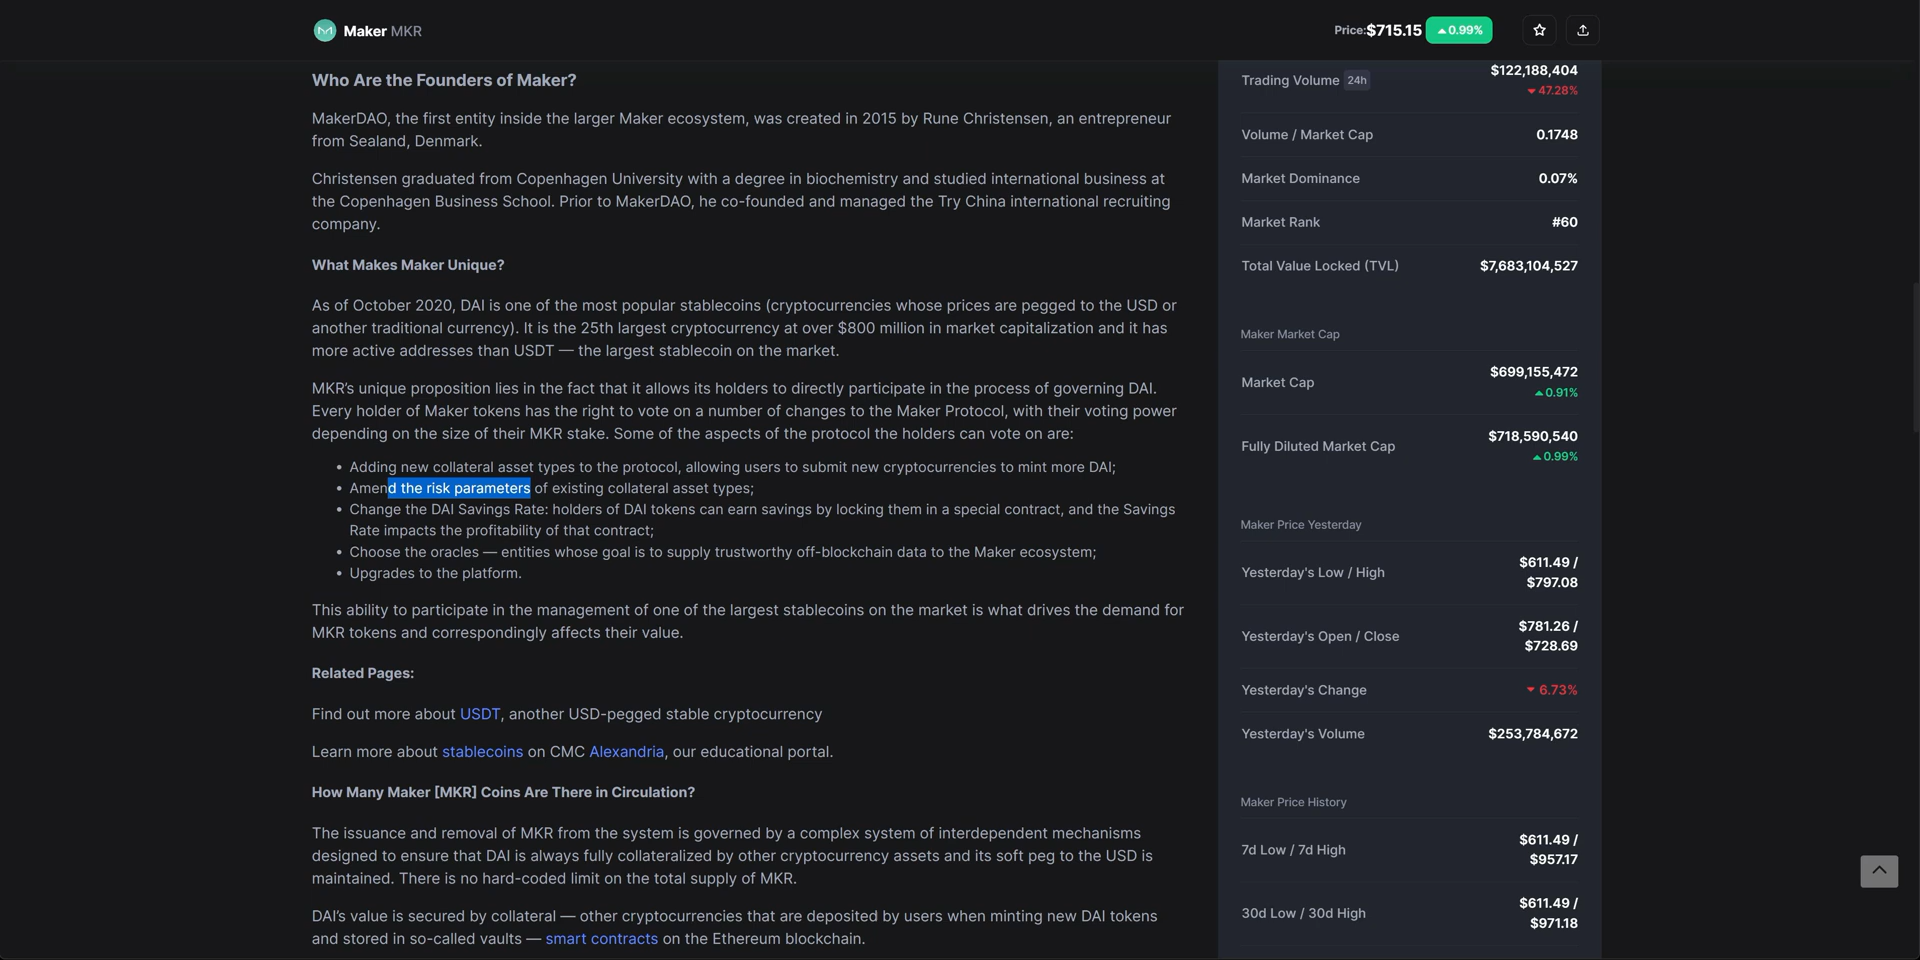 Maker MKR
Price:$715.15 0.99%
Who Are the Founders of Maker?
MakerDAO, the first entity inside the larger Maker ecosystem, was created in 2015 by Rune Christensen, an entrepreneur
from Sealand, Denmark.
Christensen graduated from Copenhagen University with a degree in biochemistry and studied international business at
the Copenhagen Business School. Prior to MakerDAO, he co-founded and managed the Try China international recruiting
company.
What Makes Maker Unique?
As of October 2020, DAI is one of the most popular stablecoins (cryptocurrencies whose prices are pegged to the USD or
another traditional currency). It is the 25th largest cryptocurrency at over $800 million in market capitalization and it has
more active addresses than USDT — the largest stablecoin on the market.
MKR’s unique proposition lies in the fact that it allows its holders to directly participate in the process of governing DAI.
Every holder of Maker tokens has the right to vote on a number of changes to the Maker Protocol, with their voting power
depending on the size of their MKR stake. Some of the aspects of the protocol the holders can vote on are:
• Adding new collateral asset types to the protocol, allowing users to submit new cryptocurrencies to mint more DAI;
• Amend the risk parameters of existing collateral asset types;
• Change the DAI Savings Rate: holders of DAI tokens can earn savings by locking them in a special contract, and the Savings
Rate impacts the profitability of that contract;
• Choose the oracles — entities whose goal is to supply trustworthy off-blockchain data to the Maker ecosystem;
• Upgrades to the platform.
This ability to participate in the management of one of the largest stablecoins on the market is what drives the demand for
MKR tokens and correspondingly affects their value.
Related Pages:
Find out more about USDT, another USD-pegged stable cryptocurrency
Learn more about stablecoins on CMC Alexandria, our educational portal.
How Many Maker [MKR] Coins Are There in Circulation?
The issuance and removal of MKR from the system is governed by a complex system of interdependent mechanisms
designed to ensure that DAI is always fully collateralized by other cryptocurrency assets and its soft peg to the USD is
maintained. There is no hard-coded limit on the total supply of MKR.
DAI’s value is secured by collateral — other cryptocurrencies that are deposited by users when minting new DAI tokens
and stored in so-called vaults — smart contracts on the Ethereum blockchain.
Trading Volume 24h
$122,188,404
47.28%
Volume / Market Cap 0.1748
Market Dominance 0.07%
Market Rank #60
Total Value Locked (TVL) $7,683,104,527
Maker Market Cap
Market Cap
$699,155,472
0.91%
Fully Diluted Market Cap
$718,590,540
0.99%
Maker Price Yesterday
Yesterday's Low / High
$611.49 /
$797.08
Yesterday's Open / Close
$781.26 /
$728.69
Yesterday's Change 6.73%
Yesterday's Volume $253,784,672
Maker Price History
7d Low / 7d High
$611.49 /
$957.17
30d Low / 30d High
$611.49 /
$971.18